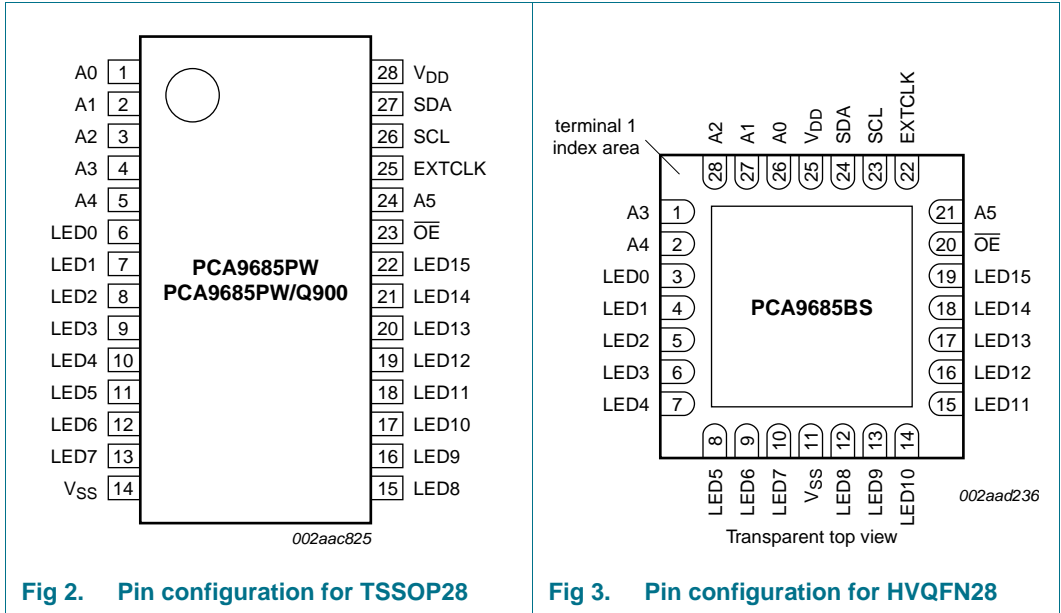 A0 1
A1 2
A2 3
A3 4
A4 5
LED0 6
LED1 7
LED2 8
LED3 9
LED4 10
LED5 11
LED6 12
LED7 13
VSS 14
PCA9685PW
PCA9685PW/Q900
28 VDD
27 SDA
26 SCL
25 EXTCLK
24 A5
23 OE
22 LED15
21 LED14
20 LED13
19 LED12
18 LED11
17 LED10
16 LED9
15 LED8
002aac825
Fig 2. Pin configuration for TSSOP28
terminal 1
index area
A2 A1 A0 VDD SDA SCL EXTCLK
28 27 26 25 24 23 22
A3 1
A4 2
LED0 3
LED1 4
LED2 5
LED3 6
LED4 7
PCA9685BS
21 A5
20 OE
19 LED15
18 LED14
17 LED13
16 LED12
15 LED11
8 9 10 11 12 13 14
LED5 LED6 LED7 VSS LED8 LED9 LED10
002aad236
Transparent top view
Fig 3. Pin configuration for HVQFN28